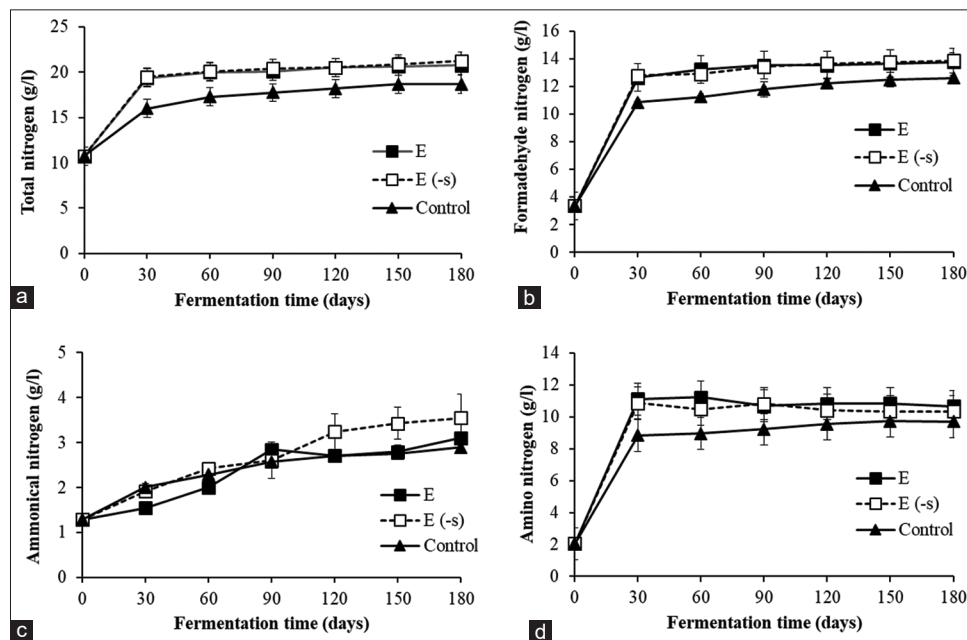 25
20
15
10
5
0
Total nitrogen (g/l)
E
E (-s)
Control
0 30 60 90 120 150 180
Fermentation time (days)
a
16
14
12
10
8
6
4
2
0
Formadehyde nitrogen (g/l)
E
E (-s)
Control
0 30 60 90 120 150 180
Fermentation time (days)
b
5
4
3
2
1
0
Ammonical nitrogen (g/l)
E
E (-s)
Control
0 30 60 90 120 150 180
Fermentation time (days)
c
14
12
10
8
6
4
2
0
Amino nitrogen (g/l)
E
E (-s)
Control
0 30 60 90 120 150 180
Fermentation time (days)
d